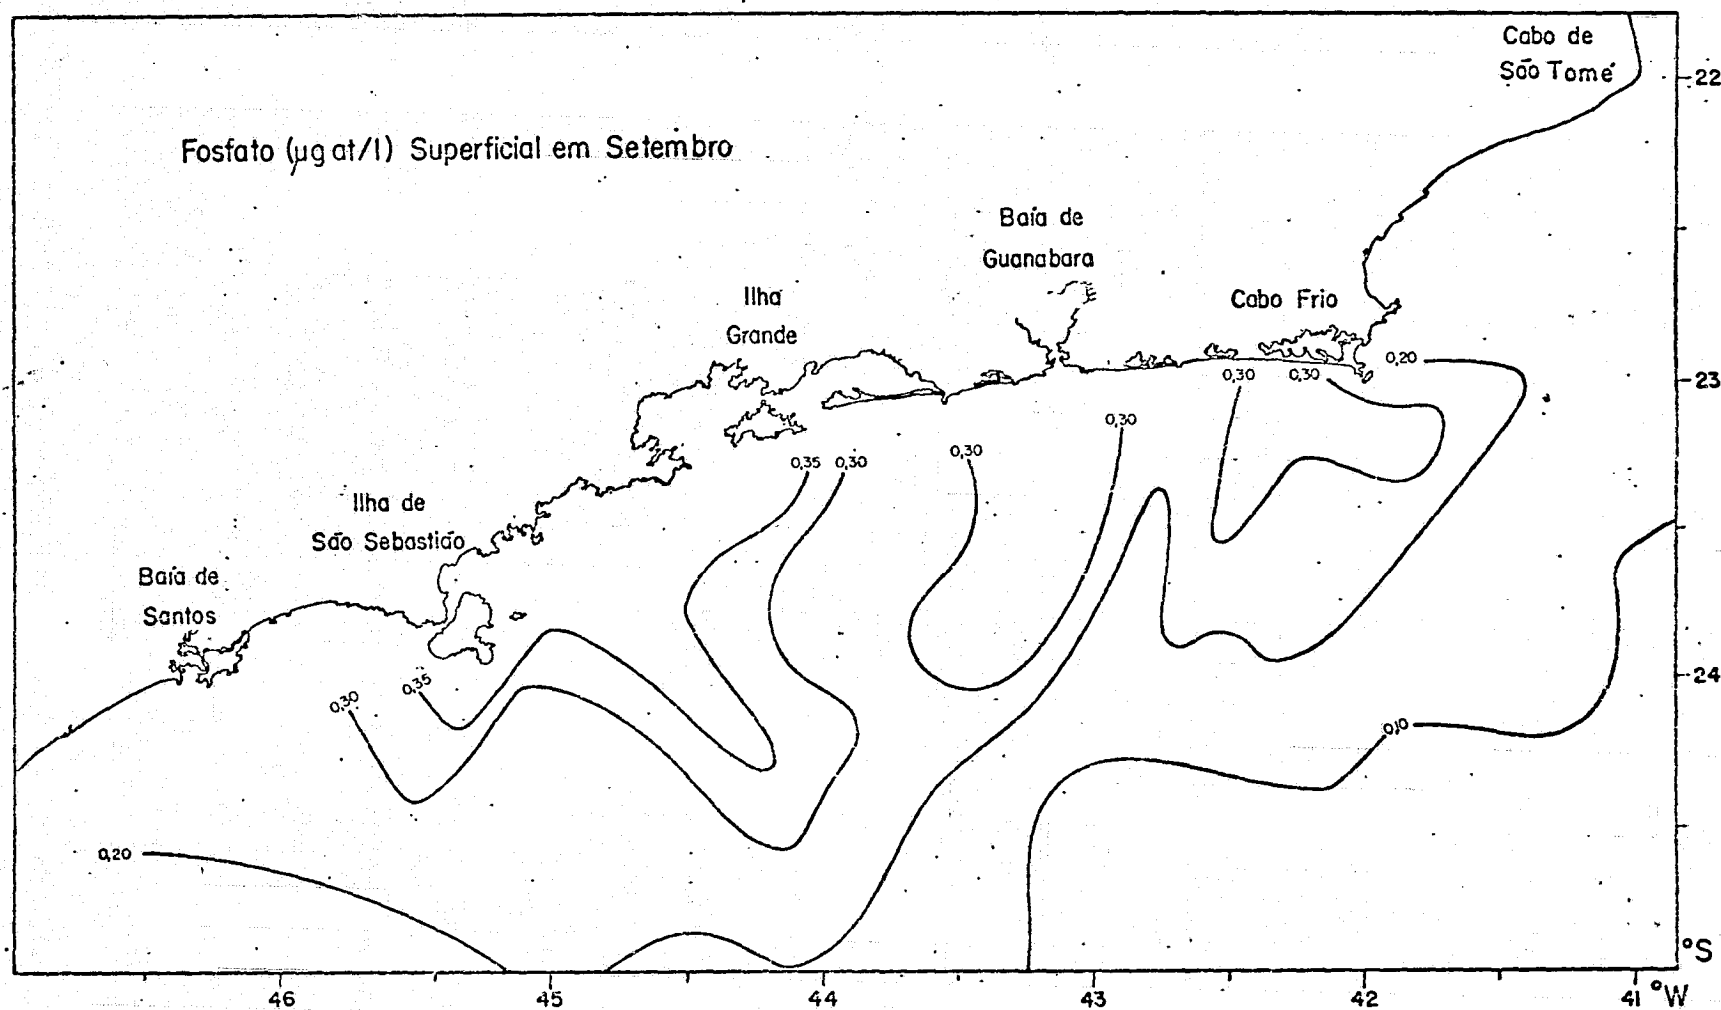 Cabo de
São Tomé
22
Fosfato (µg at/l) Superficial em Setembro
Baía de
Guanabara
Ilha
Grande
Cabo Frio
0,20
23
0,30
0,30
0,30
0,35
0,30
0,30
Ilha de
São Sebastião
Baía de
Santos
24
0,35
0,30
0,10
0,20
°S
46
45
44
43
42
41 °W